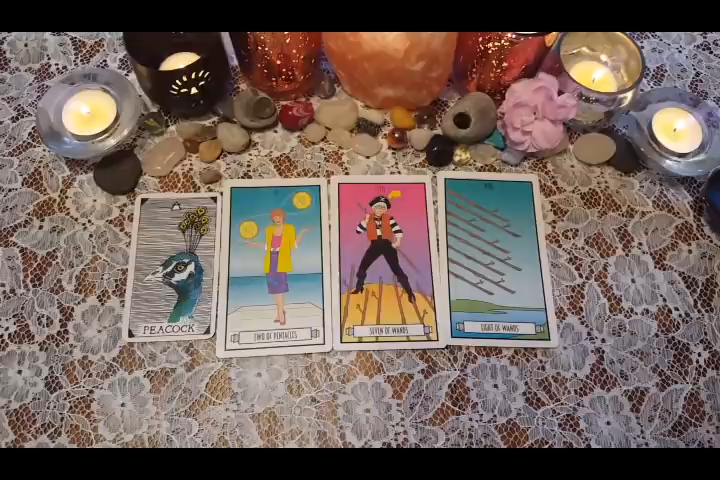 PEACOCK
TWO OF PENTACLES
SEVEN OF WANDS
EIGHT OF WANDS